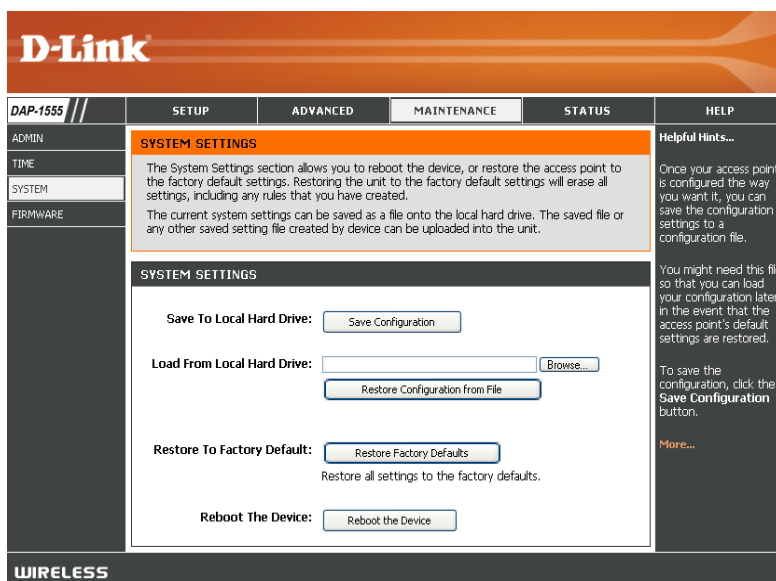 D-Link
DAP-1555
SETUP
ADVANCED
MAINTENANCE
STATUS
HELP
ADMIN
TIME
SYSTEM
FIRMWARE
SYSTEM SETTINGS
The System Settings section allows you to reboot the device, or restore the access point to
the factory default settings. Restoring the unit to the factory default settings will erase all
settings, including any rules that you have created.
The current system settings can be saved as a file onto the local hard drive. The saved file or
any other saved setting file created by device can be uploaded into the unit.
SYSTEM SETTINGS
Save To Local Hard Drive:
Save Configuration
Load From Local Hard Drive:
Browse...
Restore Configuration from File
Restore To Factory Default:
Restore Factory Defaults
Restore all settings to the factory defaults.
Reboot The Device:
Reboot the Device
Helpful Hints...
Once your access point
is configured the way
you want it, you can
save the configuration
settings to a
configuration file.
You might need this fil
so that you can load
your configuration later
in the event that the
access point's default
settings are restored.
To save the
configuration, click the
Save Configuration
button.
More...
WIRELESS